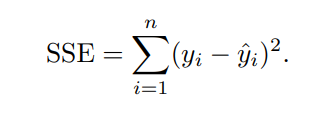 SSE = \sum_{i=1}^{n} (y_i - \hat{y}_i)^2.